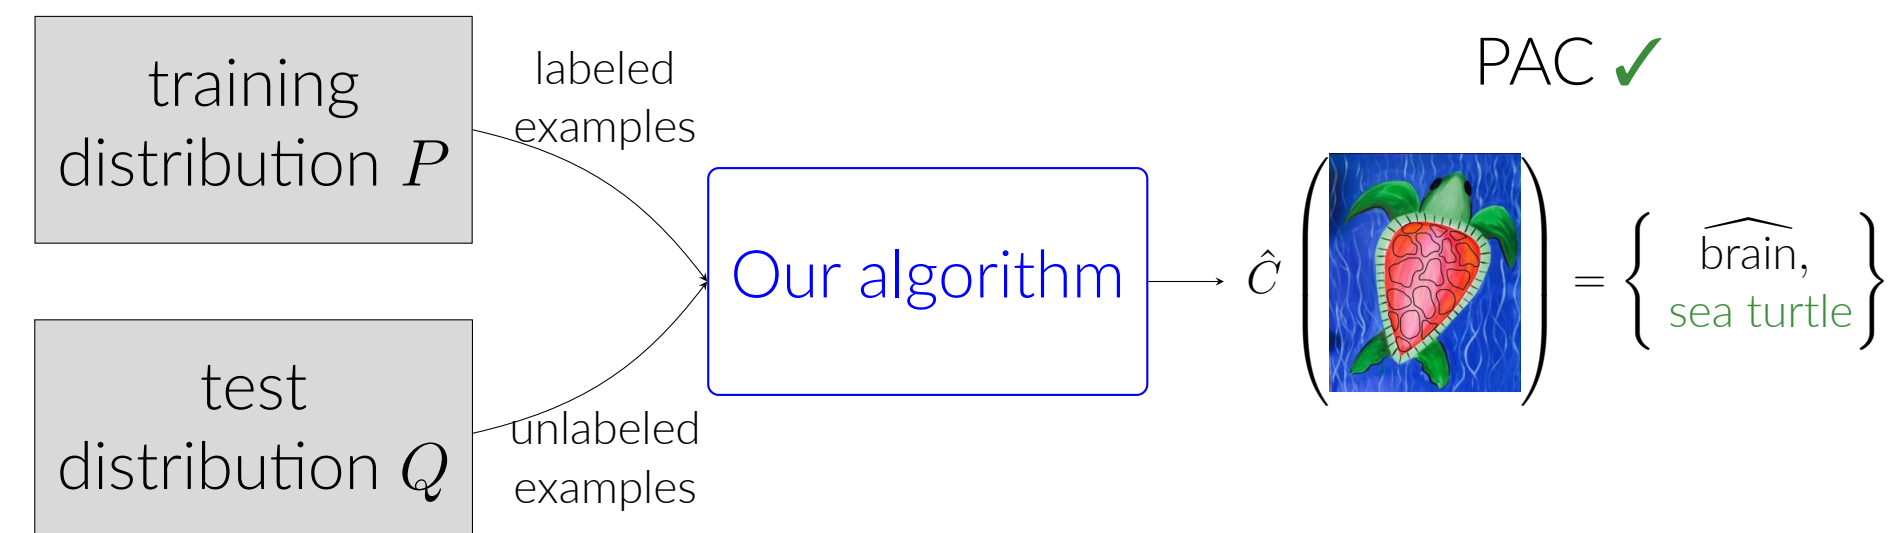 training
distribution P
labeled
examples
test
distribution Q
unlabeled
examples
Our algorithm
PAC ✓
Ĉ ( ) = { brain, sea turtle }